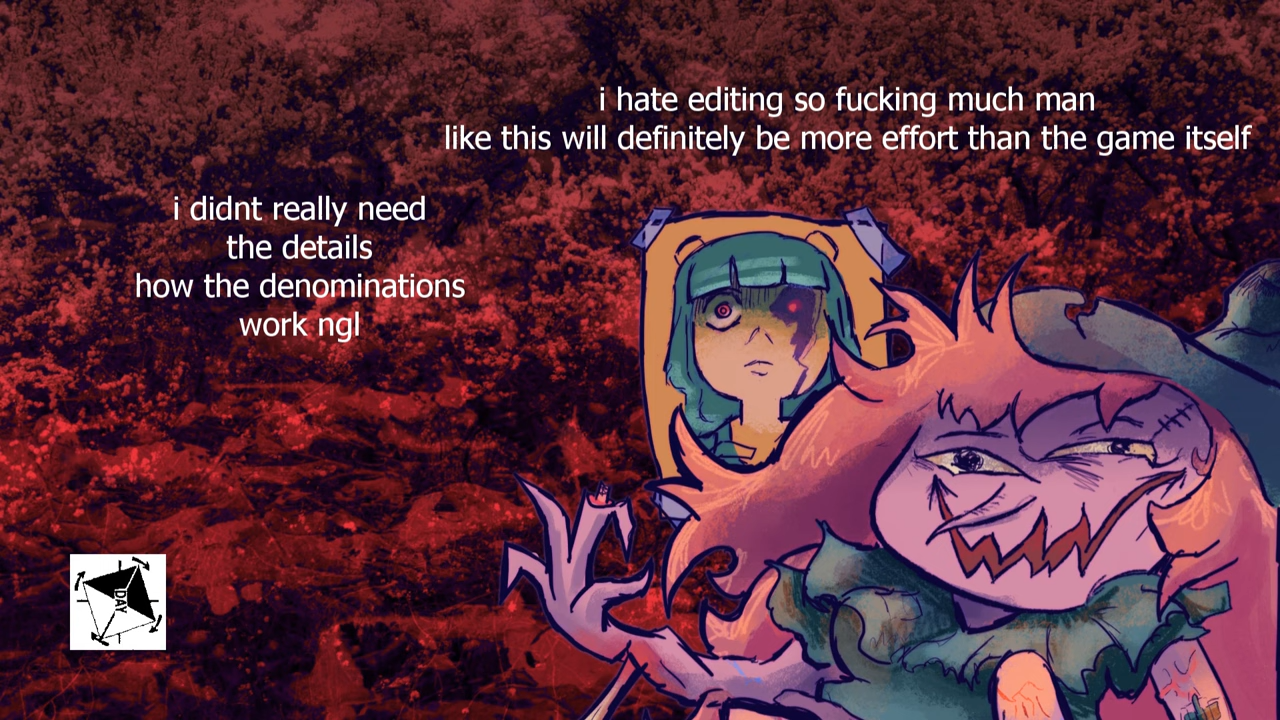 i hate editing so fucking much man
like this will definitely be more effort than the game itself
i didnt really need
the details
how the denominations
work ngl
1DAY